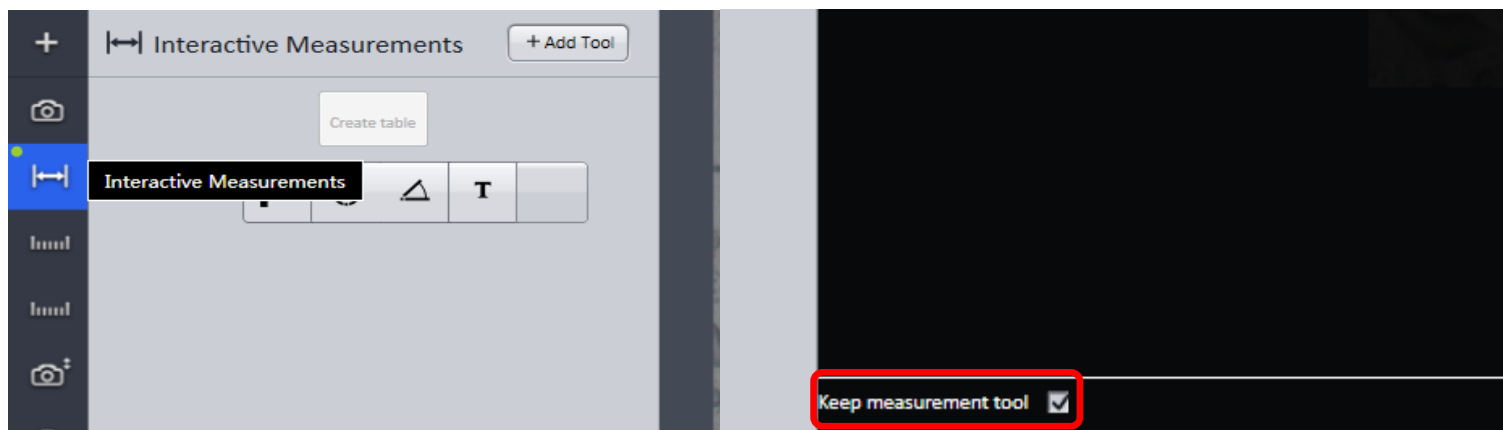 Interactive Measurements
+ Add Tool
Create table
Interactive Measurements
T
Keep measurement tool